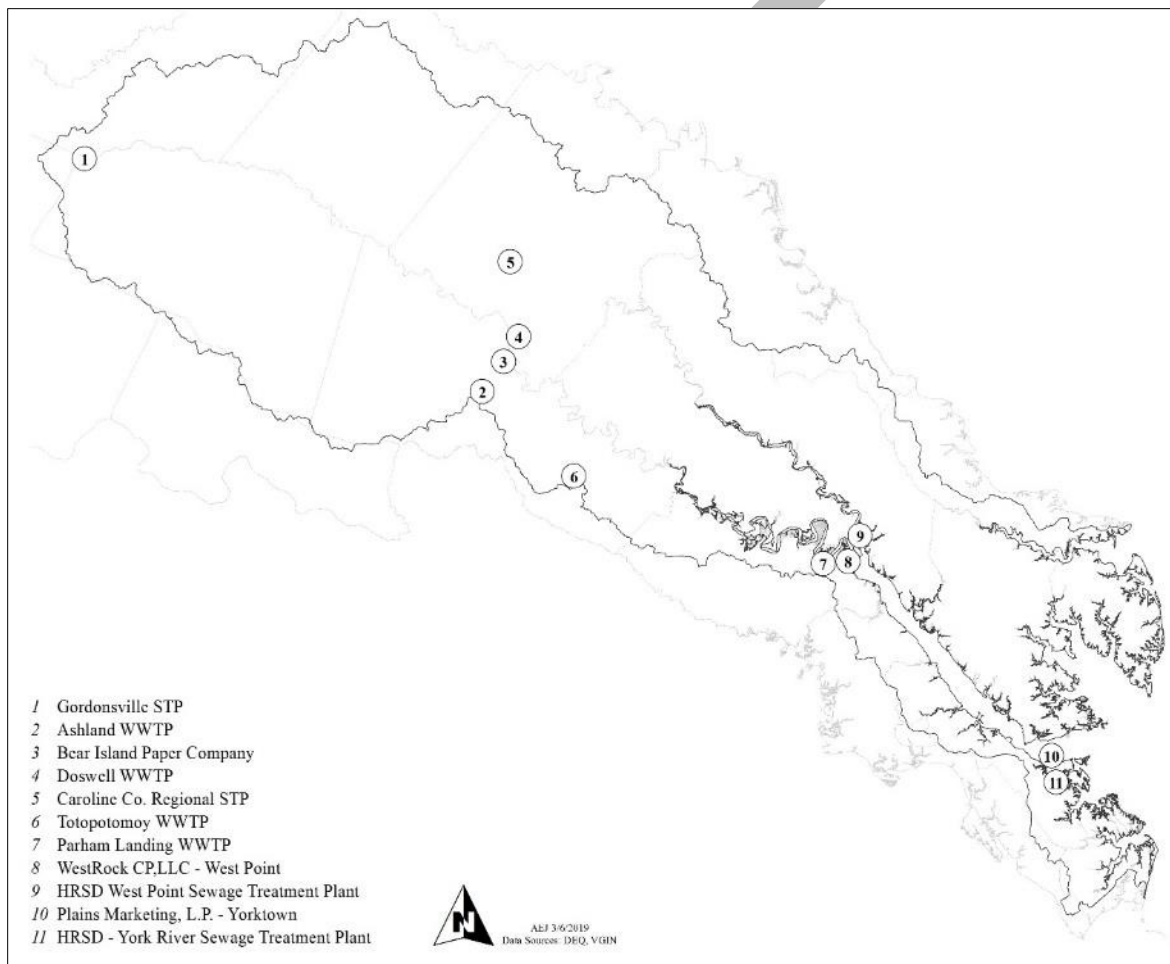 1
5
4
3
2
6
9
7
8
10
11
1 Gordonsville STP
2 Ashland WWTP
3 Bear Island Paper Company
4 Doswell WWTP
5 Caroline Co. Regional STP
6 Totopotomoy WWTP
7 Parham Landing WWTP
8 WestRock CP,LLC - West Point
9 HRSD West Point Sewage Treatment Plant
10 Plains Marketing, L.P. - Yorktown
11 HRSD - York River Sewage Treatment Plant
N
AEJ 3/6/2019
Data Sources: DEQ, VGIN